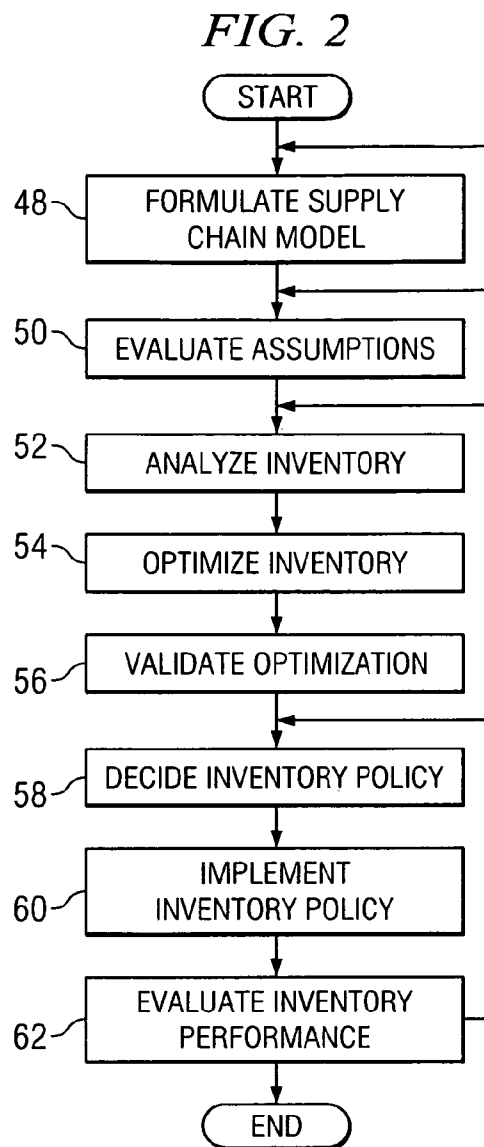 FIG. 2
START
48
FORMULATE SUPPLY
CHAIN MODEL
50
EVALUATE ASSUMPTIONS
52
ANALYZE INVENTORY
54
OPTIMIZE INVENTORY
56
VALIDATE OPTIMIZATION
58
DECIDE INVENTORY POLICY
60
IMPLEMENT
INVENTORY POLICY
62
EVALUATE INVENTORY
PERFORMANCE
END